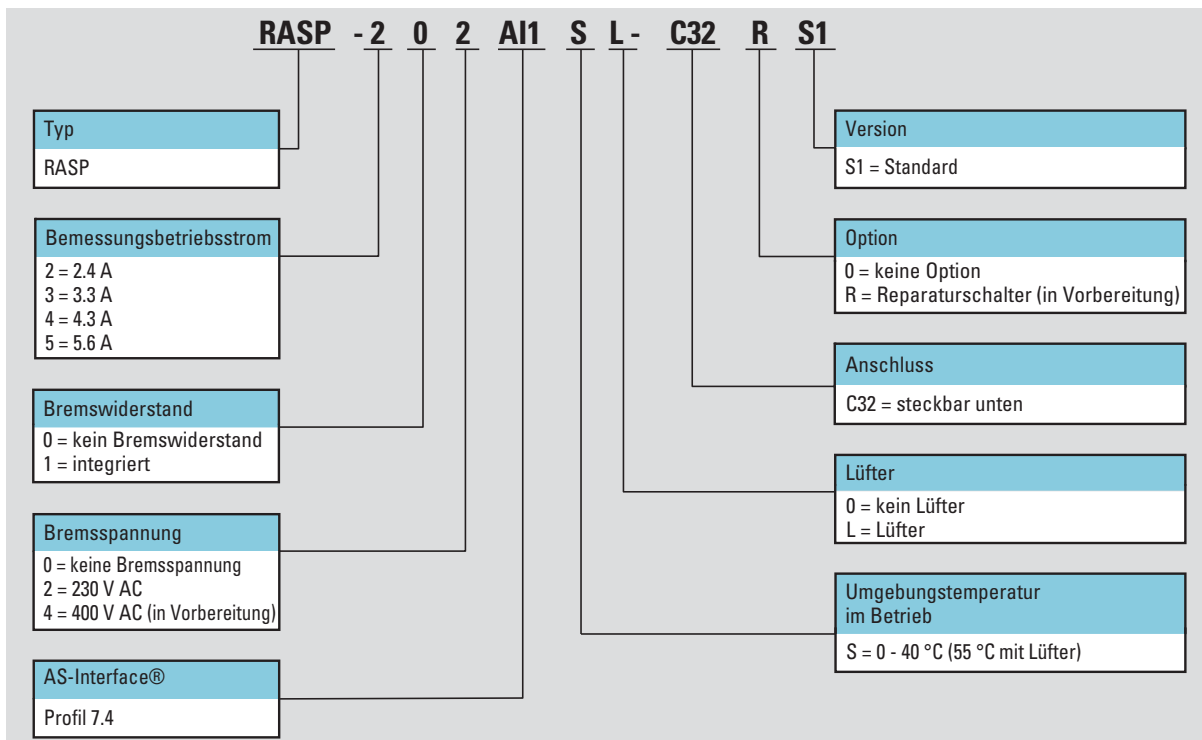 RASP - 2 0 2 AI1 S L - C32 R S1
Typ
RASP
Bemessungsbetriebsstrom
2 = 2.4 A
3 = 3.3 A
4 = 4.3 A
5 = 5.6 A
Bremswiderstand
0 = kein Bremswiderstand
1 = integriert
Bremsspannung
0 = keine Bremsspannung
2 = 230 V AC
4 = 400 V AC (in Vorbereitung)
AS-Interface®
Profil 7.4
Version
S1 = Standard
Option
0 = keine Option
R = Reparaturschalter (in Vorbereitung)
Anschluss
C32 = steckbar unten
Lüfter
0 = kein Lüfter
L = Lüfter
Umgebungstemperatur
im Betrieb
S = 0 - 40 °C (55 °C mit Lüfter)